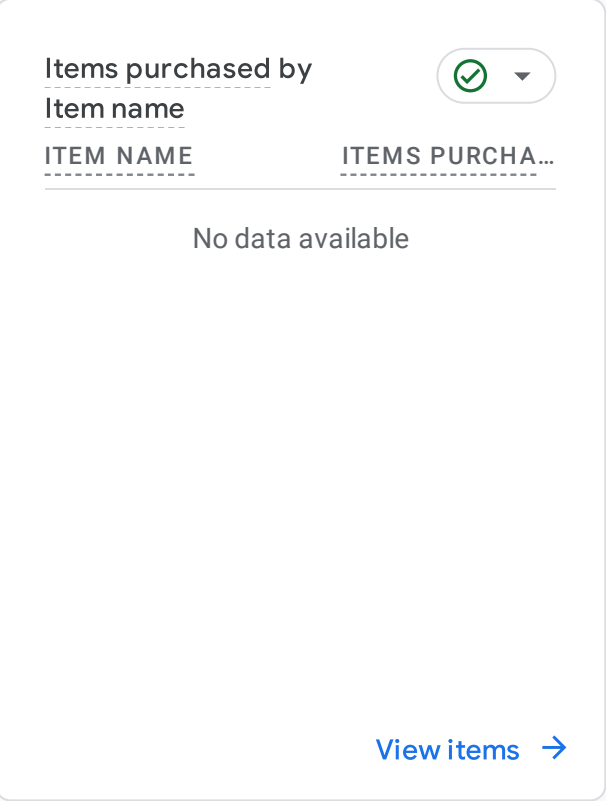 Items purchased by
Item name
ITEM NAME ITEMS PURCHA...
No data available
View items